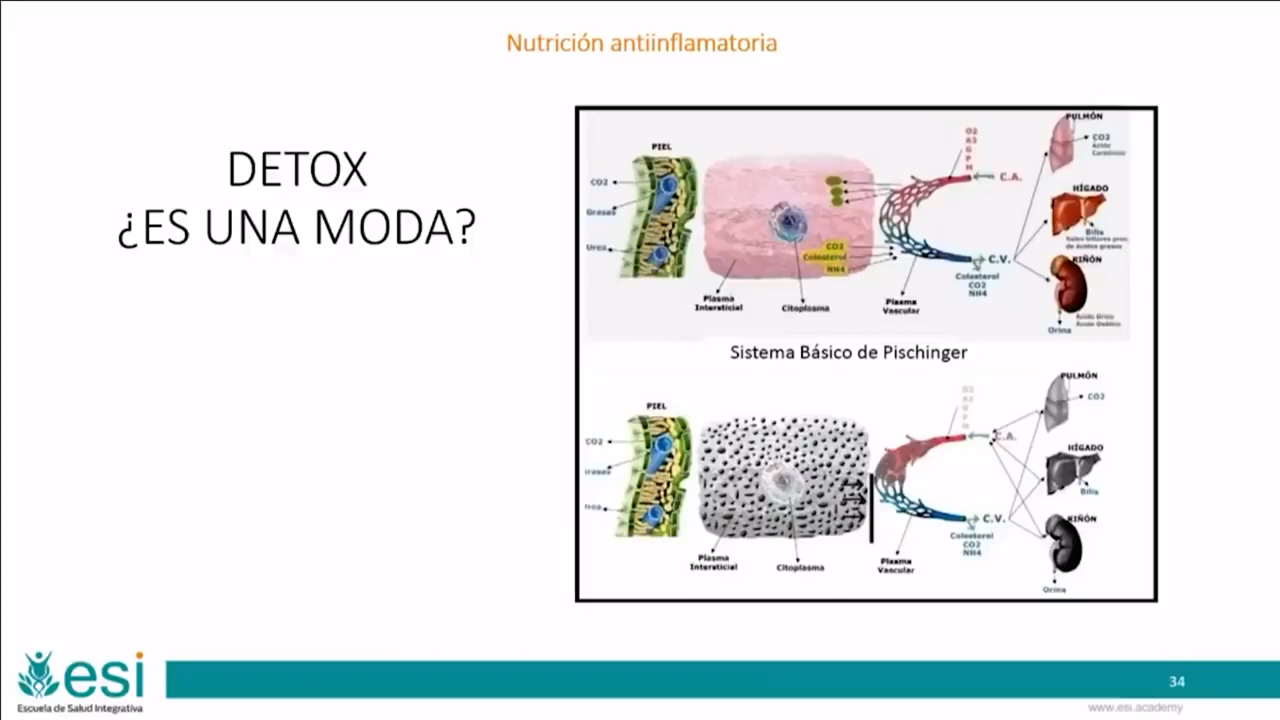 Nutrición antiinflamatoria
DETOX
¿ES UNA MODA?
PIEL
CO2
Grasas
Urea
Plasma
Intersticial
Citoplasma
CO2
Colesterol
NH4
O2
C.A.
C.V.
Colesterol
CO2
NH4
Plasma
Vascular
PULMÓN
CO2
HÍGADO
Bilis
RIÑÓN
Orina
Sistema Básico de Pischinger
PIEL
CO2
Plasma
Intersticial
Citoplasma
C.A.
C.V.
Colesterol
CO2
NH4
Plasma
Vascular
PULMÓN
CO2
HÍGADO
Bilis
RIÑÓN
Orina
esi
Escuela de Salud Integrativa
34
www.esi.academy